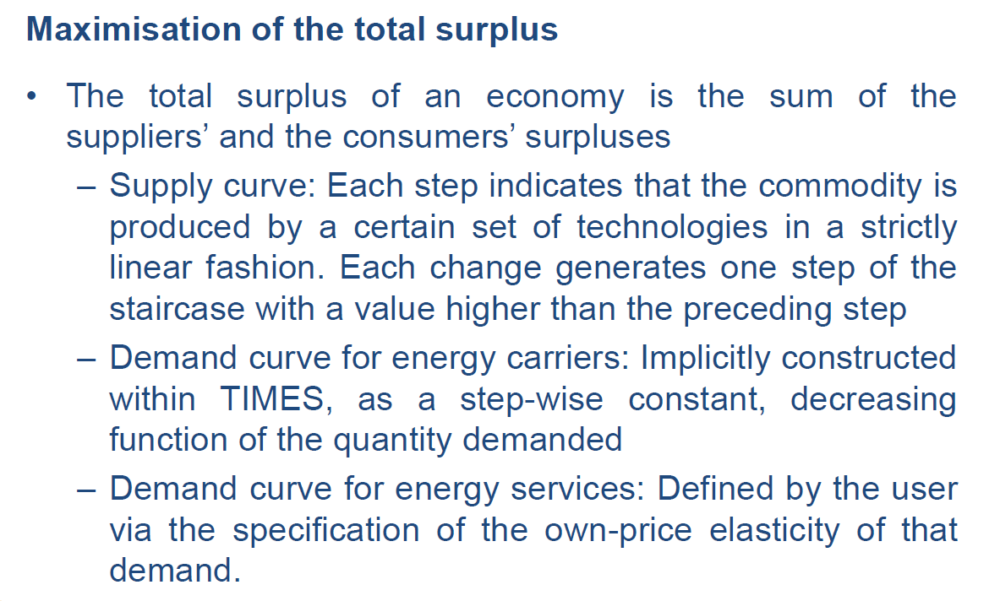 Maximisation of the total surplus
• The total surplus of an economy is the sum of the
suppliers’ and the consumers’ surpluses
– Supply curve: Each step indicates that the commodity is
produced by a certain set of technologies in a strictly
linear fashion. Each change generates one step of the
staircase with a value higher than the preceding step
– Demand curve for energy carriers: Implicitly constructed
within TIMES, as a step-wise constant, decreasing
function of the quantity demanded
– Demand curve for energy services: Defined by the user
via the specification of the own-price elasticity of that
demand.